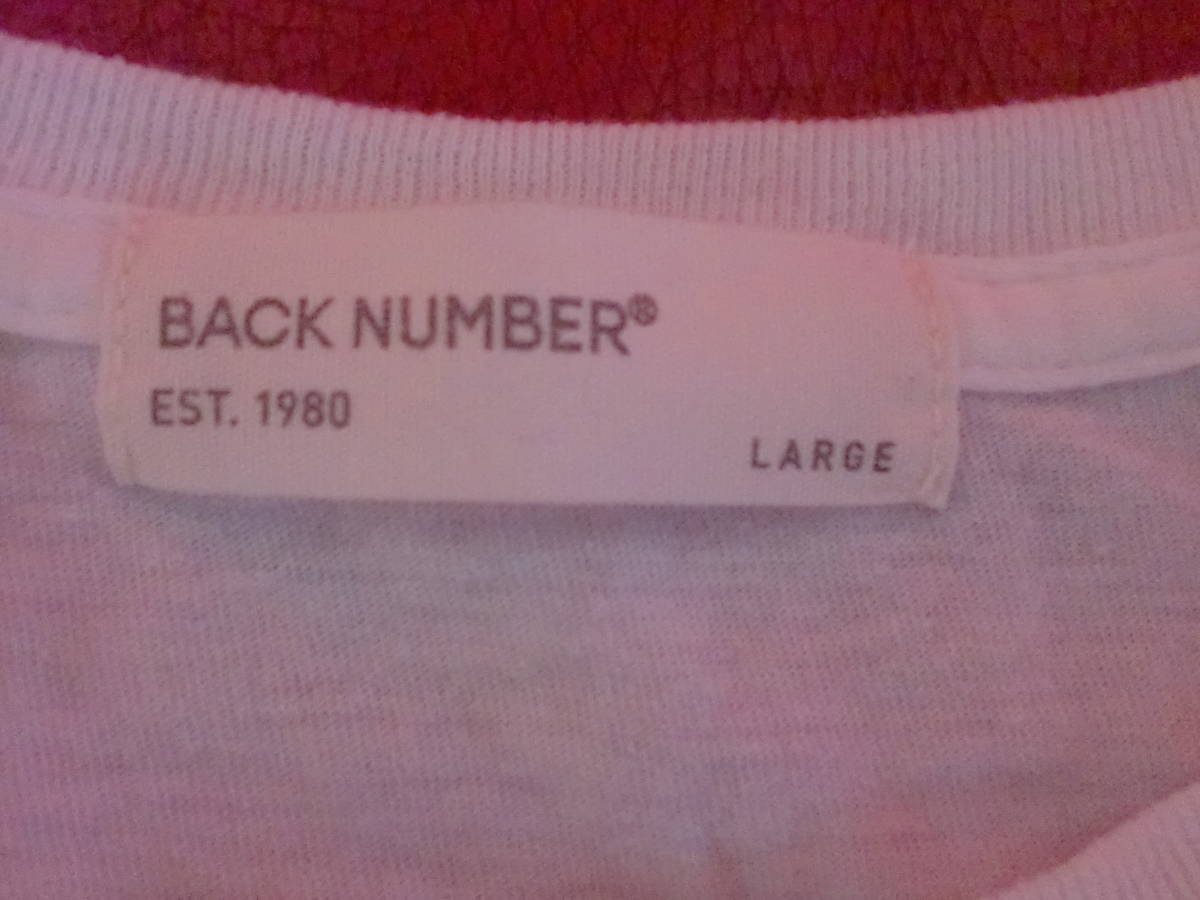 BACK NUMBER®
EST. 1980
LARGE